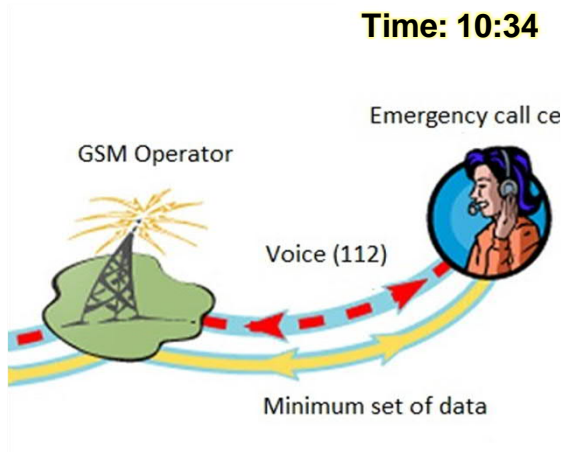 Time: 10:34
Emergency call ce
GSM Operator
Voice (112)
Minimum set of data